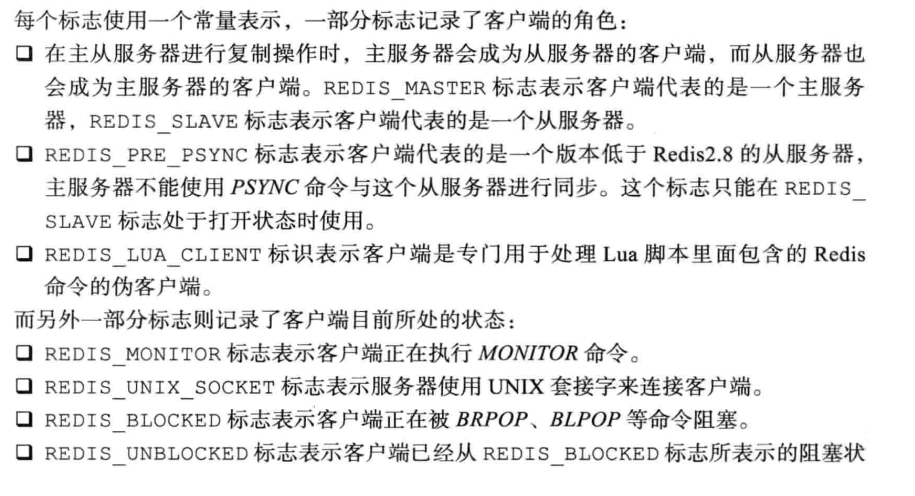 每个标志使用一个常量表示，一部分标志记录了客户端的角色：
❑ 在主从服务器进行复制操作时，主服务器会成为从服务器的客户端，而从服务器也
会成为主服务器的客户端。REDIS_MASTER 标志表示客户端代表的是一个主服务
器，REDIS_SLAVE 标志表示客户端代表的是一个从服务器。
❑ REDIS_PRE_PSYNC 标志表示客户端代表的是一个版本低于 Redis2.8 的从服务器，
主服务器不能使用 PSYNC 命令与这个从服务器进行同步。这个标志只能在 REDIS_
SLAVE 标志处于打开状态时使用。
❑ REDIS_LUA_CLIENT 标识表示客户端是专门用于处理 Lua 脚本里面包含的 Redis
命令的伪客户端。
而另外一部分标志则记录了客户端目前所处的状态：
❑ REDIS_MONITOR 标志表示客户端正在执行 MONITOR 命令。
❑ REDIS_UNIX_SOCKET 标志表示服务器使用 UNIX 套接字来连接客户端。
❑ REDIS_BLOCKED 标志表示客户端正在被 BRPOP、BLPOP 等命令阻塞。
❑ REDIS_UNBLOCKED 标志表示客户端已经从 REDIS_BLOCKED 标志所表示的阻塞状